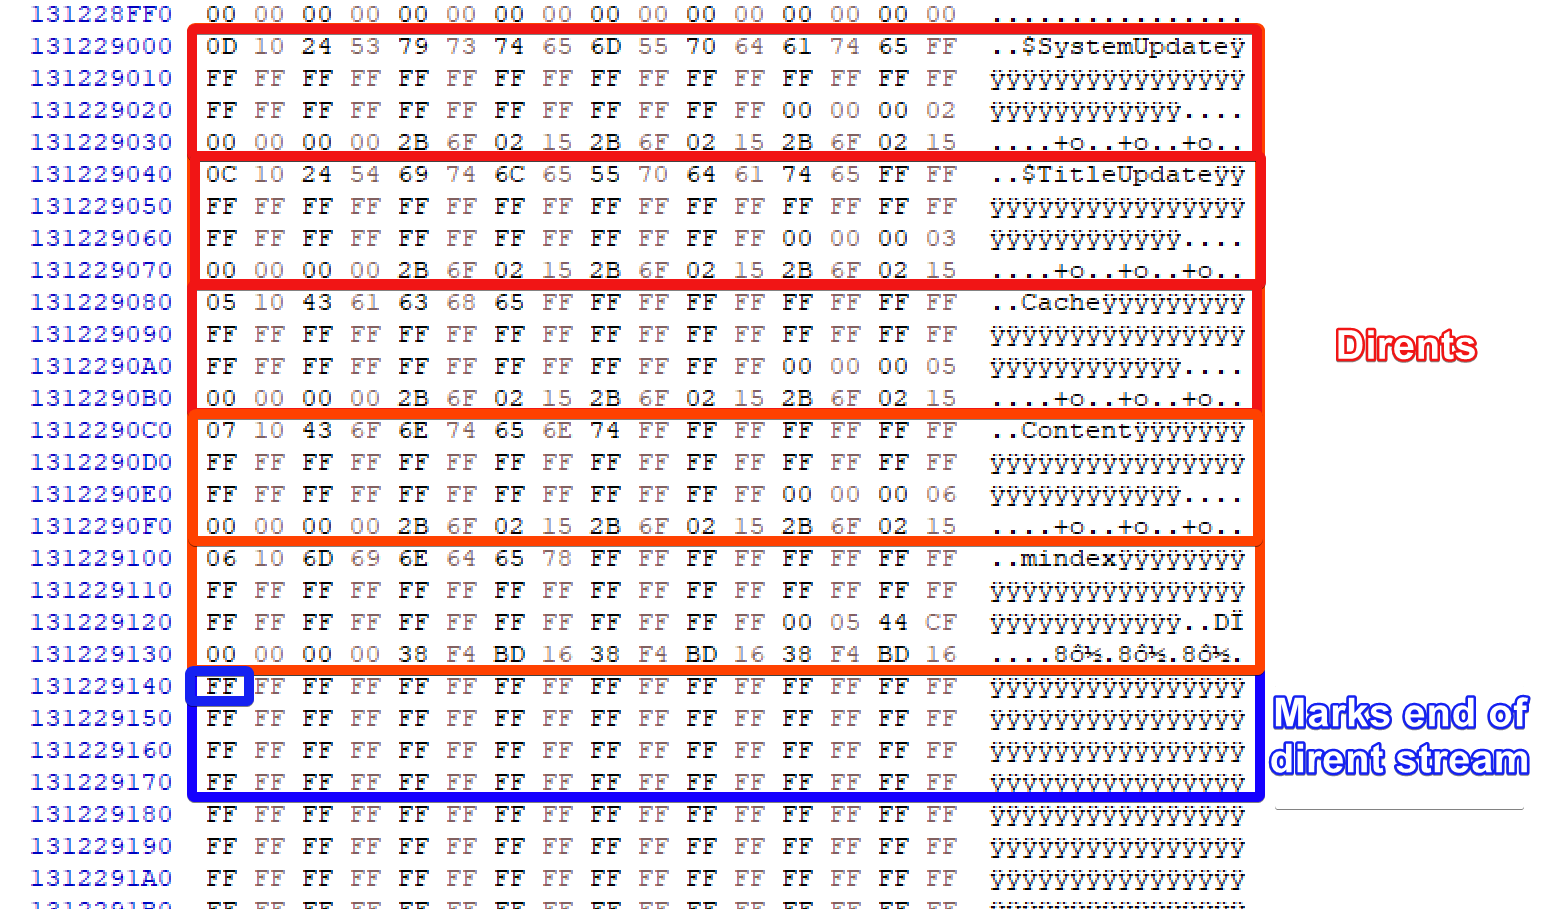 131228FF0 00 00 00 00 00 00 00 00 00 00 00 00 00 00 00 00 ................
131229000 0D 10 24 53 79 73 74 65 6D 55 70 64 61 74 65 FF ..$SystemUpdateÿ
131229010 FF FF FF FF FF FF FF FF FF FF FF FF FF FF FF FF ÿÿÿÿÿÿÿÿÿÿÿÿÿÿÿÿ
131229020 FF FF FF FF FF FF FF FF FF FF FF FF 00 00 00 02 ÿÿÿÿÿÿÿÿÿÿÿÿ....
131229030 00 00 00 00 2B 6F 02 15 2B 6F 02 15 2B 6F 02 15 ....+o..+o..+o..
131229040 0C 10 24 54 69 74 6C 65 55 70 64 61 74 65 FF FF ..$TitleUpdateÿÿ
131229050 FF FF FF FF FF FF FF FF FF FF FF FF FF FF FF FF ÿÿÿÿÿÿÿÿÿÿÿÿÿÿÿÿ
131229060 FF FF FF FF FF FF FF FF FF FF FF FF 00 00 00 03 ÿÿÿÿÿÿÿÿÿÿÿÿ....
131229070 00 00 00 00 2B 6F 02 15 2B 6F 02 15 2B 6F 02 15 ....+o..+o..+o..
131229080 05 10 43 61 63 68 65 FF FF FF FF FF FF FF FF FF ..Cacheÿÿÿÿÿÿÿÿÿ
131229090 FF FF FF FF FF FF FF FF FF FF FF FF FF FF FF FF ÿÿÿÿÿÿÿÿÿÿÿÿÿÿÿÿ
Dirents
1312290A0 FF FF FF FF FF FF FF FF FF FF FF FF 00 00 00 05 ÿÿÿÿÿÿÿÿÿÿÿÿ....
1312290B0 00 00 00 00 2B 6F 02 15 2B 6F 02 15 2B 6F 02 15 ....+o..+o..+o..
1312290C0 07 10 43 6F 6E 74 65 6E 74 FF FF FF FF FF FF FF ..Contentÿÿÿÿÿÿÿ
1312290D0 FF FF FF FF FF FF FF FF FF FF FF FF FF FF FF FF ÿÿÿÿÿÿÿÿÿÿÿÿÿÿÿÿ
1312290E0 FF FF FF FF FF FF FF FF FF FF FF FF 00 00 00 06 ÿÿÿÿÿÿÿÿÿÿÿÿ....
1312290F0 00 00 00 00 2B 6F 02 15 2B 6F 02 15 2B 6F 02 15 ....+o..+o..+o..
131229100 06 10 6D 69 6E 64 65 78 FF FF FF FF FF FF FF FF ..mindexÿÿÿÿÿÿÿÿ
131229110 FF FF FF FF FF FF FF FF FF FF FF FF FF FF FF FF ÿÿÿÿÿÿÿÿÿÿÿÿÿÿÿÿ
131229120 FF FF FF FF FF FF FF FF FF FF FF FF 00 05 44 CF ÿÿÿÿÿÿÿÿÿÿÿÿ..DÏ
131229130 00 00 00 00 38 F4 BD 16 38 F4 BD 16 38 F4 BD 16 ....8ô½.8ô½.8ô½.
131229140 FF FF FF FF FF FF FF FF FF FF FF FF FF FF FF FF ÿÿÿÿÿÿÿÿÿÿÿÿÿÿÿÿ
131229150 FF FF FF FF FF FF FF FF FF FF FF FF FF FF FF FF ÿÿÿÿÿÿÿÿÿÿÿÿÿÿÿÿ
Marks end of
dirent stream
131229160 FF FF FF FF FF FF FF FF FF FF FF FF FF FF FF FF ÿÿÿÿÿÿÿÿÿÿÿÿÿÿÿÿ
131229170 FF FF FF FF FF FF FF FF FF FF FF FF FF FF FF FF ÿÿÿÿÿÿÿÿÿÿÿÿÿÿÿÿ
131229180 FF FF FF FF FF FF FF FF FF FF FF FF FF FF FF FF ÿÿÿÿÿÿÿÿÿÿÿÿÿÿÿÿ
131229190 FF FF FF FF FF FF FF FF FF FF FF FF FF FF FF FF ÿÿÿÿÿÿÿÿÿÿÿÿÿÿÿÿ
1312291A0 FF FF FF FF FF FF FF FF FF FF FF FF FF FF FF FF ÿÿÿÿÿÿÿÿÿÿÿÿÿÿÿÿ